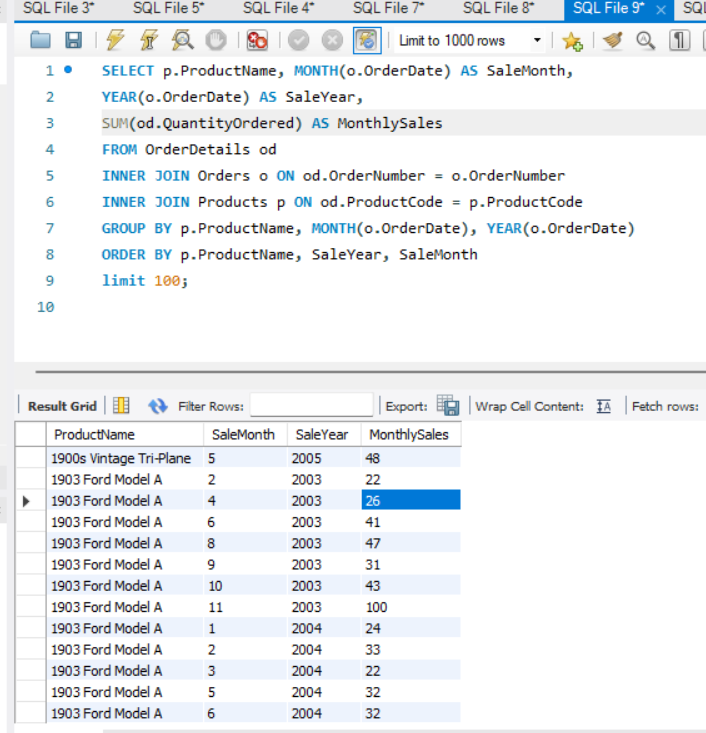 SQL File 3* SQL File 5* SQL File 4* SQL File 7* SQL File 8* SQL File 9* × SQL
Limit to 1000 rows
1 SELECT p.ProductName, MONTH(o.OrderDate) AS SaleMonth,
2 YEAR(o.OrderDate) AS SaleYear,
3 SUM(od.QuantityOrdered) AS MonthlySales
4 FROM OrderDetails od
5 INNER JOIN Orders o ON od.OrderNumber = o.OrderNumber
6 INNER JOIN Products p ON od.ProductCode = p.ProductCode
7 GROUP BY p.ProductName, MONTH(o.OrderDate), YEAR(o.OrderDate)
8 ORDER BY p.ProductName, SaleYear, SaleMonth
9 limit 100;
10
Result Grid Filter Rows: Export: Wrap Cell Content: Fetch rows:
ProductName SaleMonth SaleYear MonthlySales
1900s Vintage Tri-Plane 5 2005 48
1903 Ford Model A 2 2003 22
1903 Ford Model A 4 2003 26
1903 Ford Model A 6 2003 41
1903 Ford Model A 8 2003 47
1903 Ford Model A 9 2003 31
1903 Ford Model A 10 2003 43
1903 Ford Model A 11 2003 100
1903 Ford Model A 1 2004 24
1903 Ford Model A 2 2004 33
1903 Ford Model A 3 2004 22
1903 Ford Model A 5 2004 32
1903 Ford Model A 6 2004 32